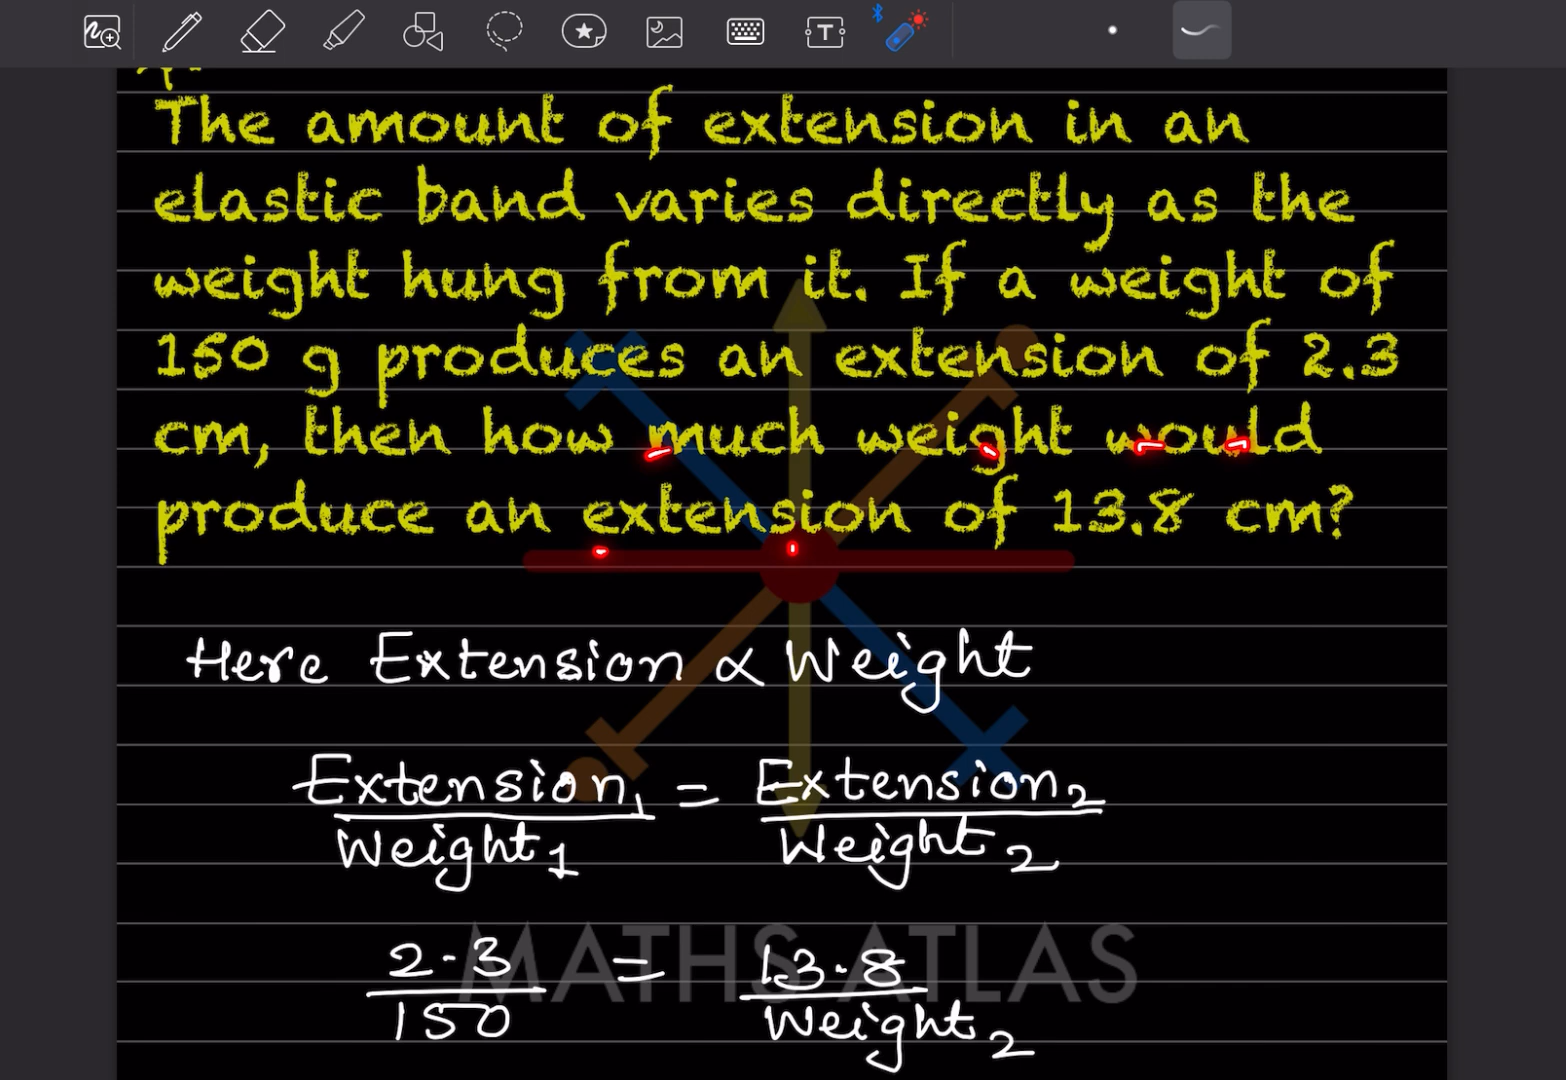 The amount of extension in an
elastic band varies directly as the
weight hung from it. If a weight of
150 g produces an extension of 2.3
cm, then how much weight would
produce an extension of 13.8 cm?
Here Extension ∝ Weight
Extension₁ = Extension₂
Weight₁ Weight₂
MATHS ATLAS
2.3 = 13.8
150 Weight₂